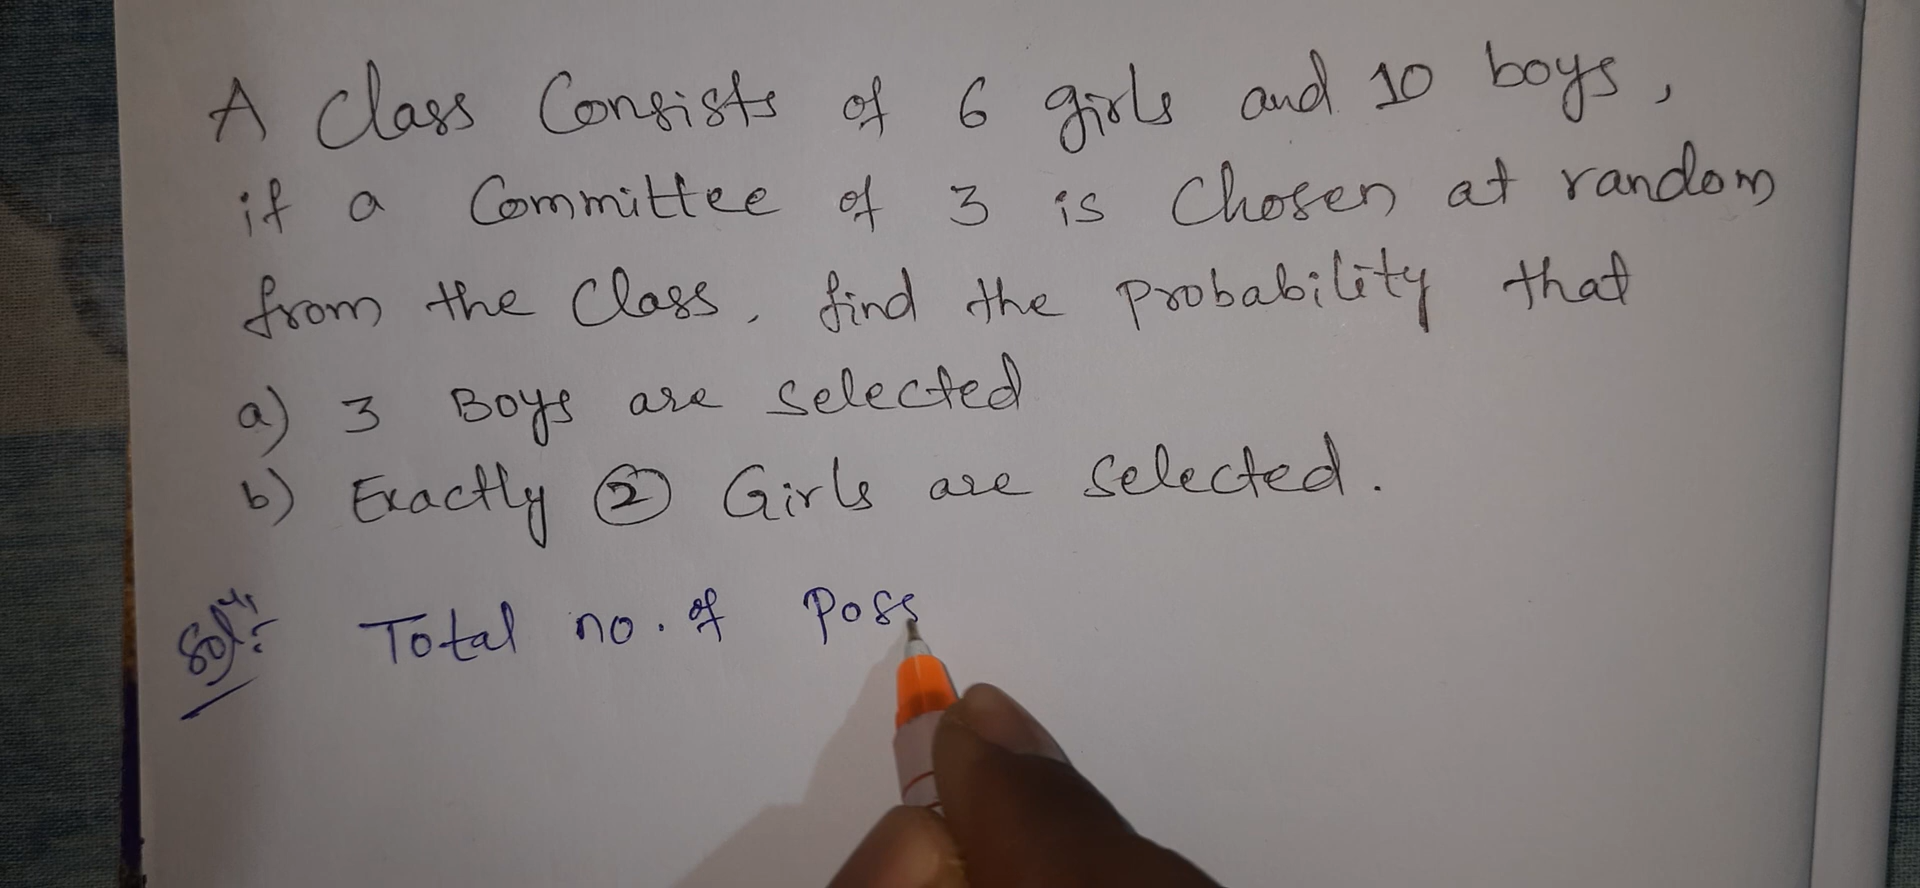 A Class Consists of 6 girls and 10 boys,
if a Committee of 3 is Chosen at random
from the Class, find the Probability that
a) 3 Boys are selected
b) Exactly 2 Girls are selected.
Solⁿ: Total no. of Poss